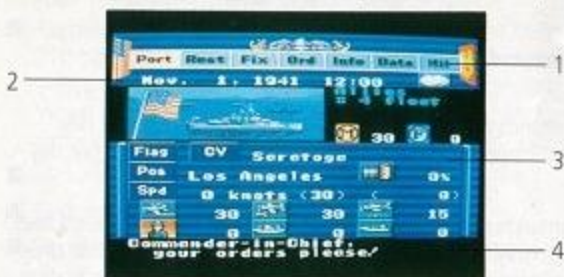 Port Rest Fix Ord Info Data Hit
Nov. 1, 1941 12:00
Allies
= J fleet
30 0
Flag CV Saratoga
Pos Los Angeles 0%
Spd 0 knots (30) ( 0)
30 30 15
0 0 0
Commander-in-Chief,
your orders please!
1
2
3
4